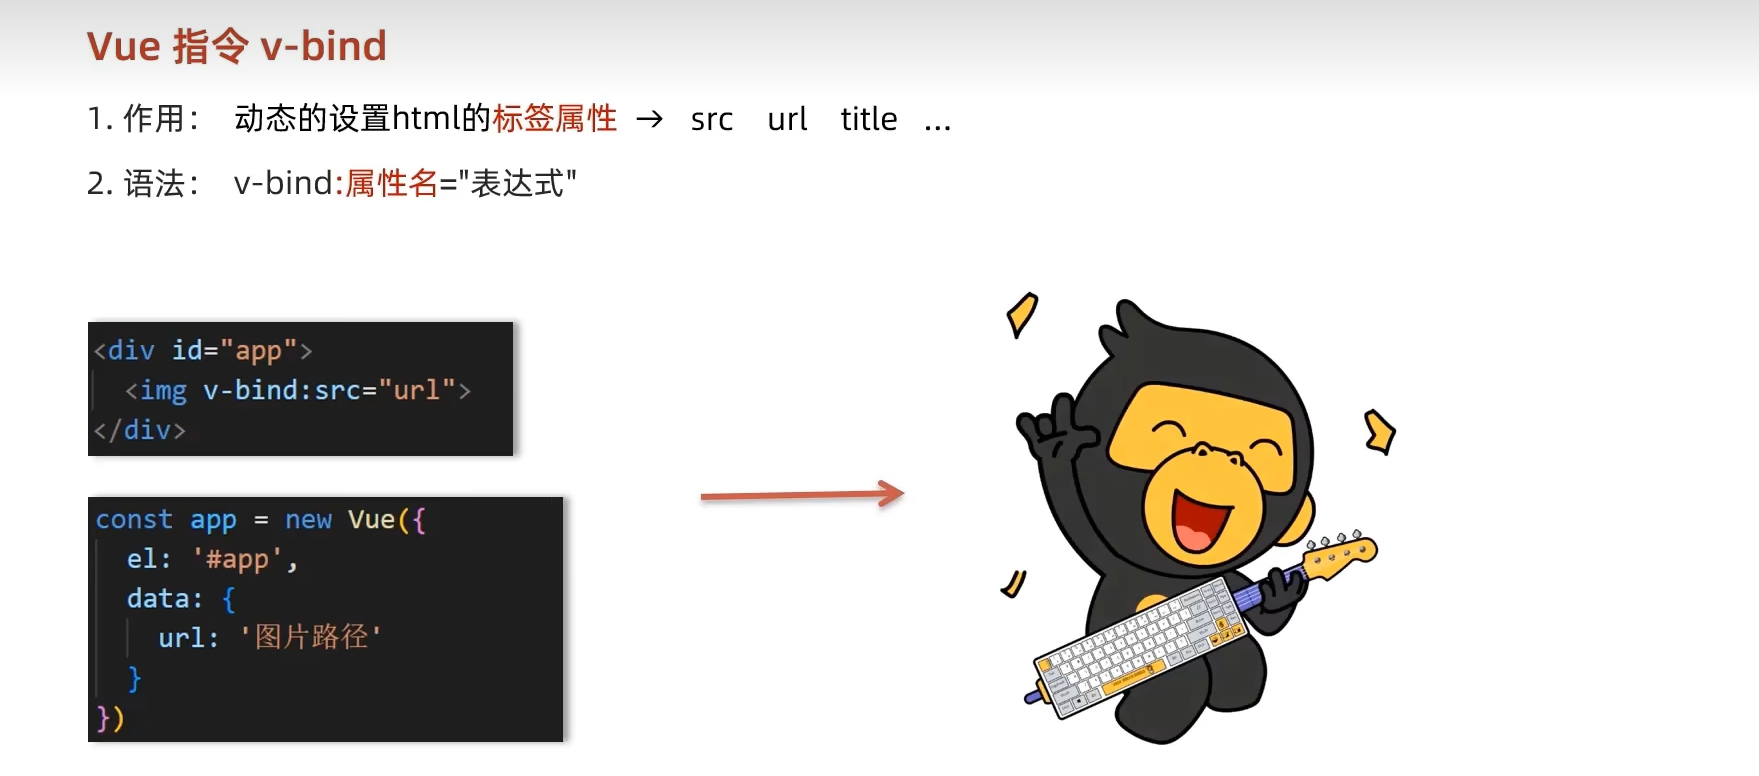 Vue 指令 v-bind
1. 作用： 动态的设置html的标签属性 → src url title ...
2. 语法： v-bind:属性名="表达式"
<div id="app">
<img v-bind:src="url">
</div>
const app = new Vue({
el: '#app',
data: {
url: '图片路径'
}
})